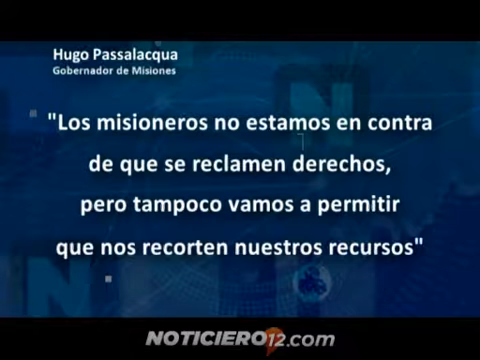 Hugo Passalacqua
Gobernador de Misiones
"Los misioneros no estamos en contra
de que se reclamen derechos,
pero tampoco vamos a permitir
que nos recorten nuestros recursos"
NOTICIERO12.com